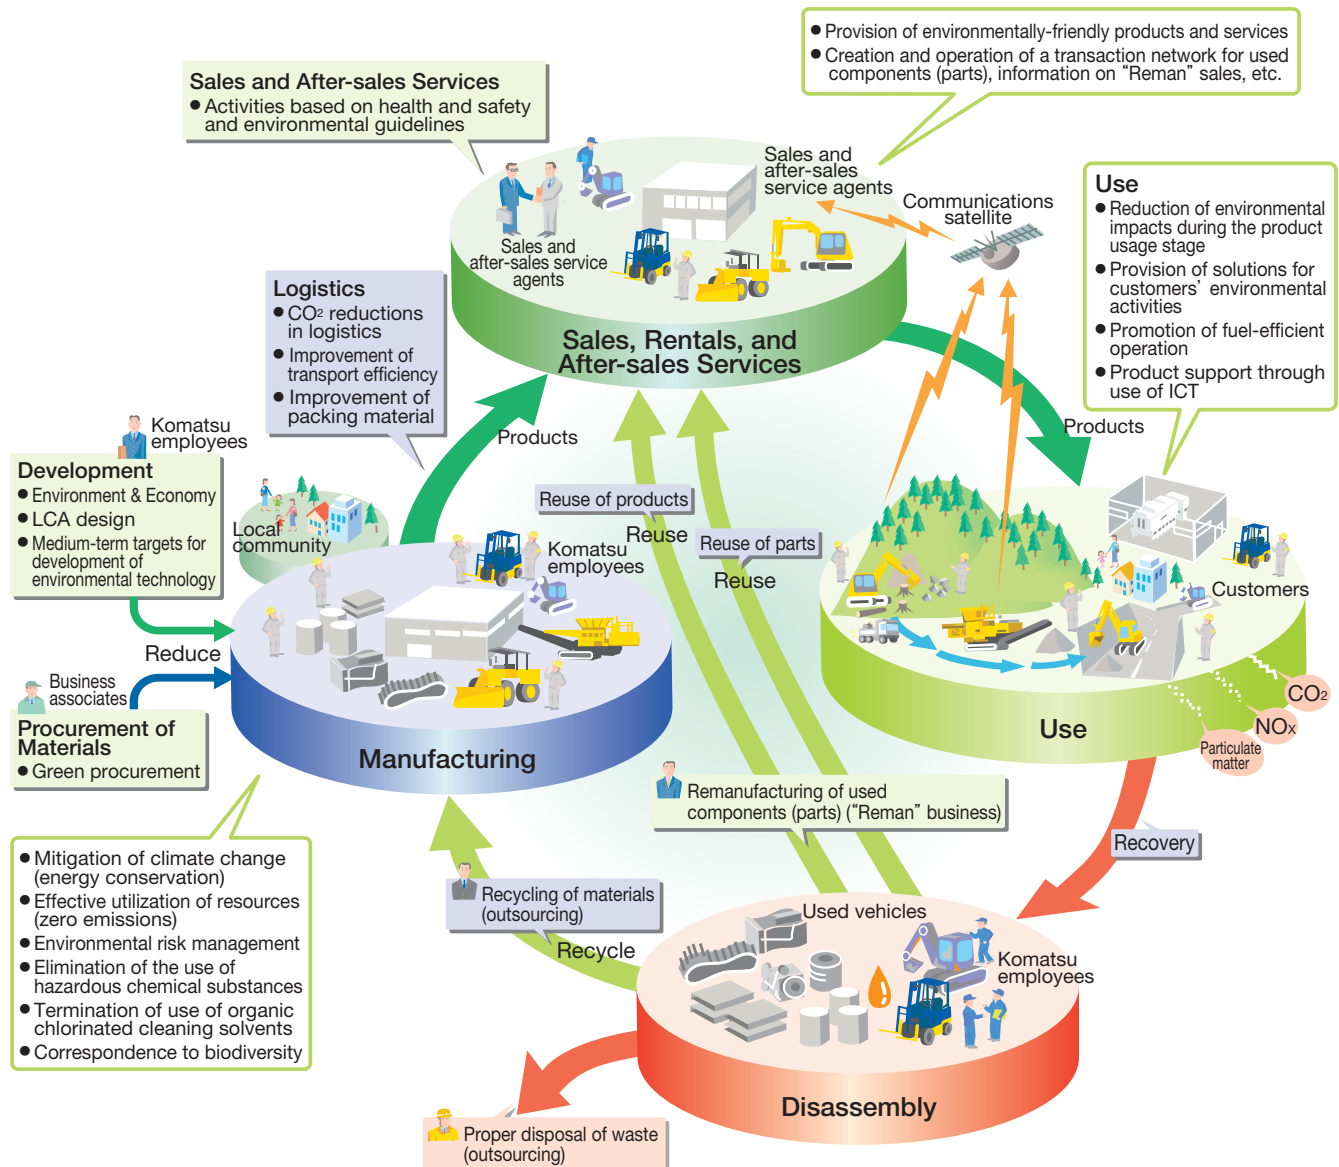 ● Provision of environmentally-friendly products and services
● Creation and operation of a transaction network for used
components (parts), information on “Reman” sales, etc.
Sales and After-sales Services
● Activities based on health and safety
and environmental guidelines
Sales and
after-sales
service agents
Communications
satellite
Sales and
after-sales service
agents
Sales, Rentals, and
After-sales Services
Use
● Reduction of environmental
impacts during the product
usage stage
● Provision of solutions for
customers’ environmental
activities
● Promotion of fuel-efficient
operation
● Product support through
use of ICT
Logistics
● CO2 reductions
in logistics
● Improvement of
transport efficiency
● Improvement of
packing material
Products
Products
Komatsu
employees
Development
● Environment & Economy
● LCA design
● Medium-term targets for
development of
environmental technology
Local
community
Reuse of products
Reuse
Reuse of parts
Reuse
Komatsu
employees
Customers
Reduce
Business
associates
Procurement of
Materials
● Green procurement
Manufacturing
Use
CO2
NOx
Particulate
matter
Remanufacturing of used
components (parts) (“Reman” business)
Recovery
● Mitigation of climate change
(energy conservation)
● Effective utilization of resources
(zero emissions)
● Environmental risk management
● Elimination of the use of
hazardous chemical substances
● Termination of use of organic
chlorinated cleaning solvents
● Correspondence to biodiversity
Recycling of materials
(outsourcing)
Recycle
Used vehicles
Komatsu
employees
Disassembly
Proper disposal of waste
(outsourcing)